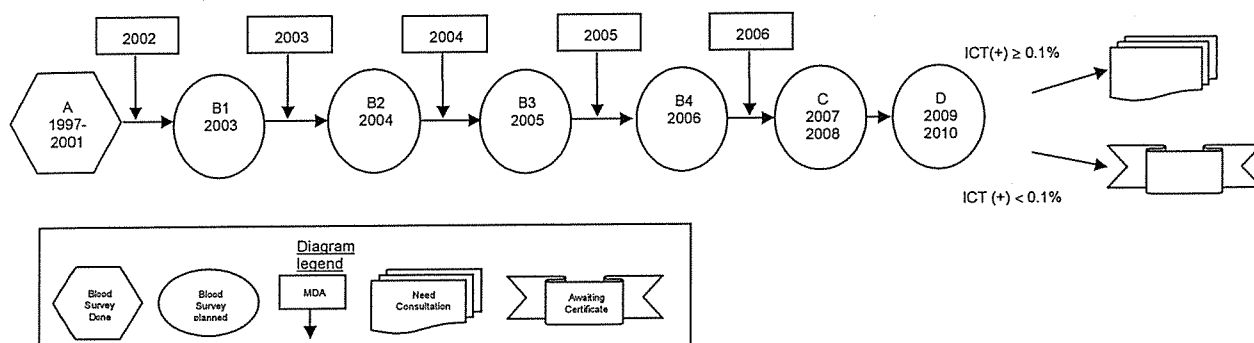 2002
2003
2004
2005
2006
ICT(+) ≥ 0.1%
A
1997-
2001
B1
2003
B2
2004
B3
2005
B4
2006
C
2007
2008
D
2009
2010
ICT (+) < 0.1%
Diagram
legend
Blood
Survey
Done
Blood
Survey
planned
MDA
Need
Consultation
Awaiting
Certificate